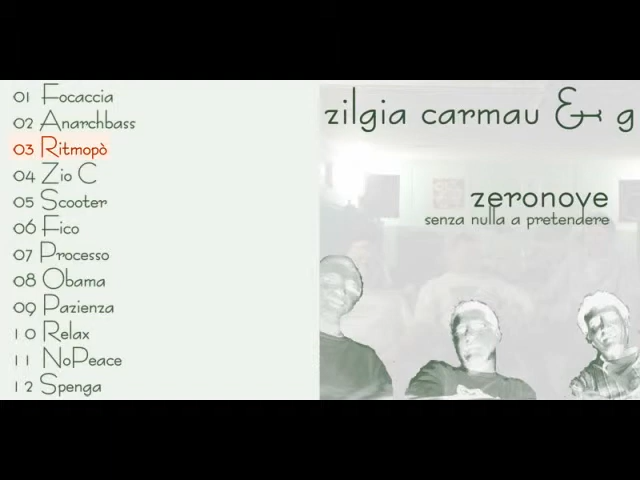 01 Focaccia
02 Anarchbass
03 Ritmopò
04 Zio C
05 Scooter
06 Fico
07 Processo
08 Obama
09 Pazienza
10 Relax
11 NoPeace
12 Spenga
zilgia carmau & g
zeronove
senza nulla a pretendere